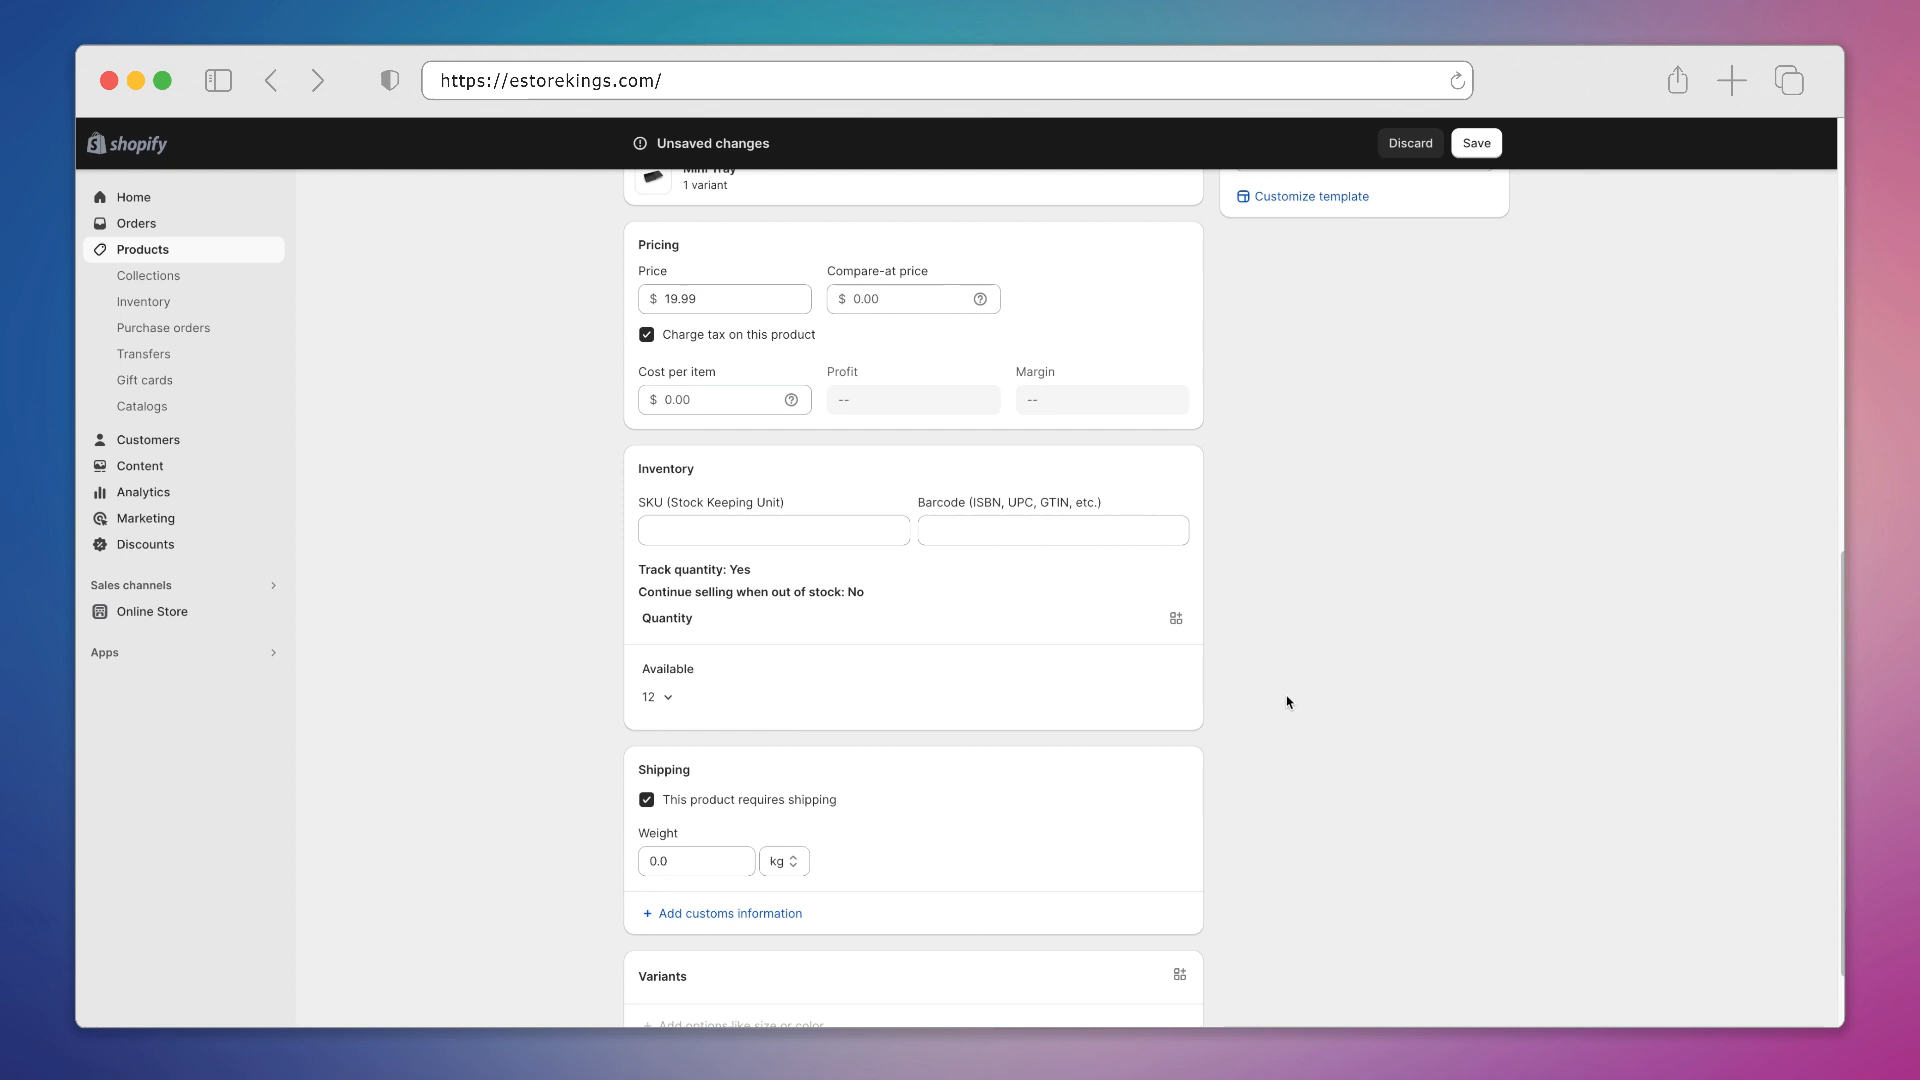 https://estorekings.com/
shopify
Unsaved changes
Discard
Save
Home
Orders
Products
Collections
Inventory
Purchase orders
Transfers
Gift cards
Catalogs
Customers
Content
Analytics
Marketing
Discounts
Sales channels
Online Store
Apps
Mini Tray
1 variant
Customize template
Pricing
Price
Compare-at price
$ 19.99
$ 0.00
Charge tax on this product
Cost per item
Profit
Margin
$ 0.00
--
--
Inventory
SKU (Stock Keeping Unit)
Barcode (ISBN, UPC, GTIN, etc.)
Track quantity: Yes
Continue selling when out of stock: No
Quantity
Available
12
Shipping
This product requires shipping
Weight
0.0
kg
+ Add customs information
Variants
+ Add options like size or color